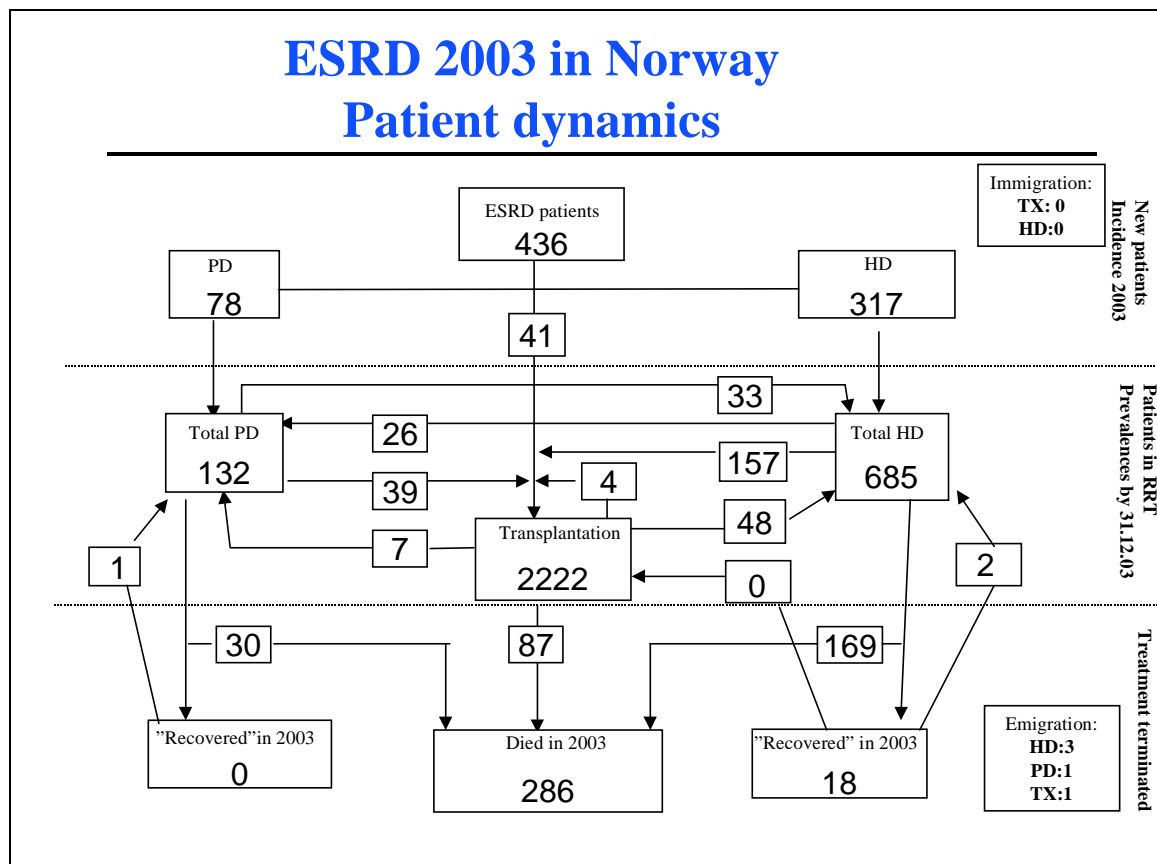 ESRD 2003 in Norway
Patient dynamics
Immigration:
TX: 0
HD:0
New patients
Incidence 2003
ESRD patients
436
PD
78
HD
317
41
33
Total PD
132
26
Total HD
685
157
39
4
Transplantation
2222
48
7
1
0
2
Patients in RRT
Prevalences by 31.12.03
30
87
169
Treatment terminated
"Recovered"in 2003
0
Died in 2003
286
"Recovered" in 2003
18
Emigration:
HD:3
PD:1
TX:1